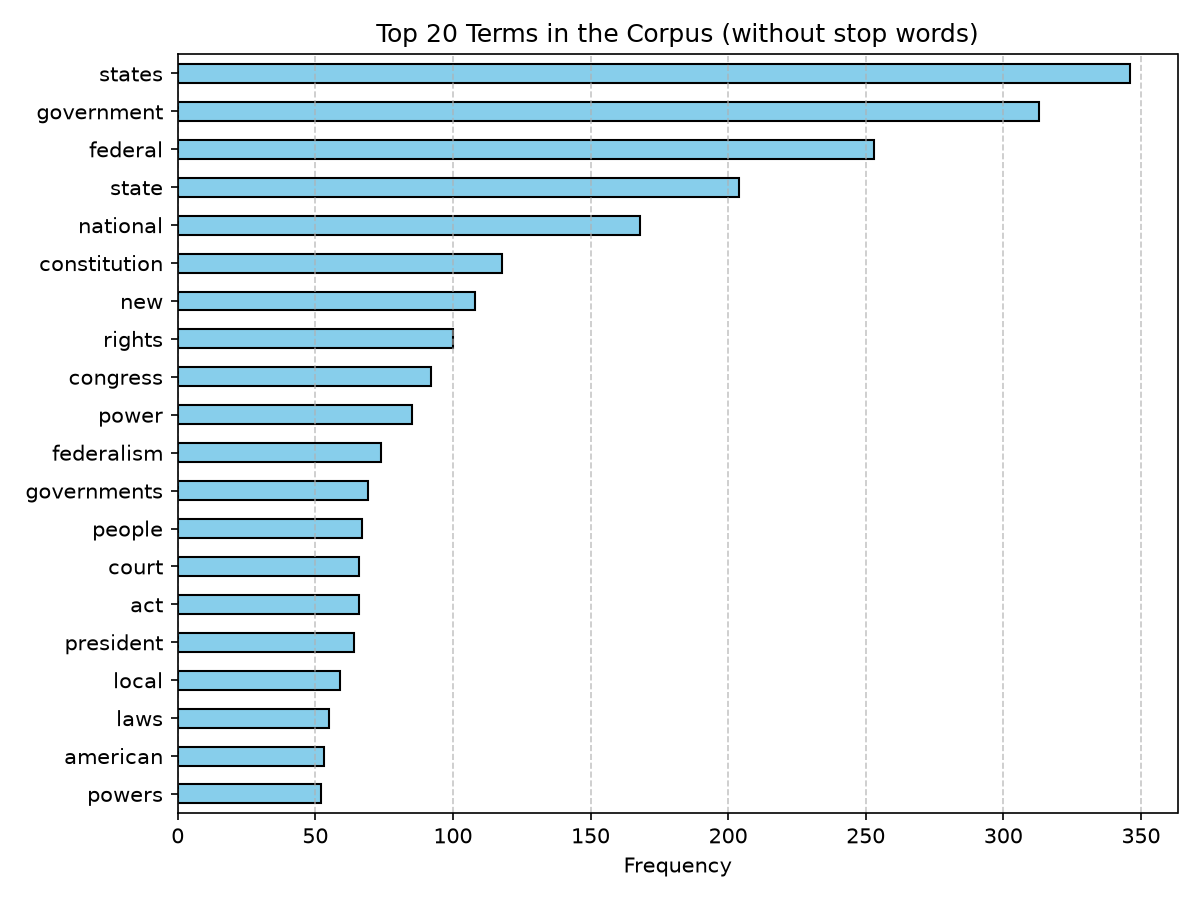 Top 20 Terms in the Corpus (without stop words)
states
government
federal
state
national
constitution
new
rights
congress
power
federalism
governments
people
court
act
president
local
laws
american
powers
0 50 100 150 200 250 300 350
Frequency